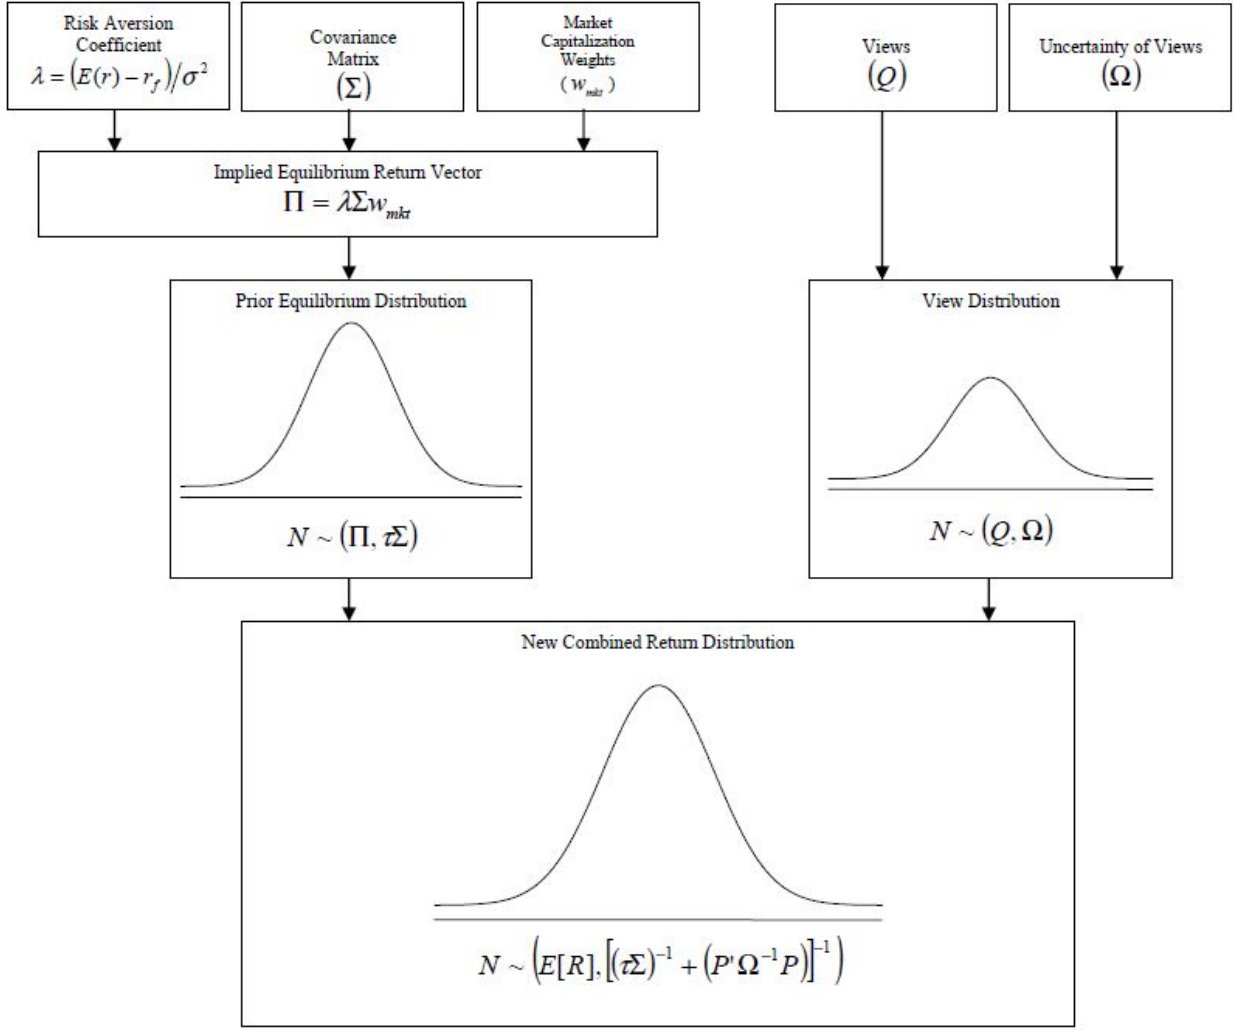 Risk Aversion
Coefficient
λ = (E(r) − r_f)/σ²
Covariance
Matrix
(Σ)
Market
Capitalization
Weights
(w_mkt)
Views
(Q)
Uncertainty of Views
(Ω)
Implied Equilibrium Return Vector
Π = λΣw_mkt
Prior Equilibrium Distribution
N ~ (Π, τΣ)
View Distribution
N ~ (Q, Ω)
New Combined Return Distribution
N ~ (E[R], [(τΣ)⁻¹ + (P'Ω⁻¹P)]⁻¹)